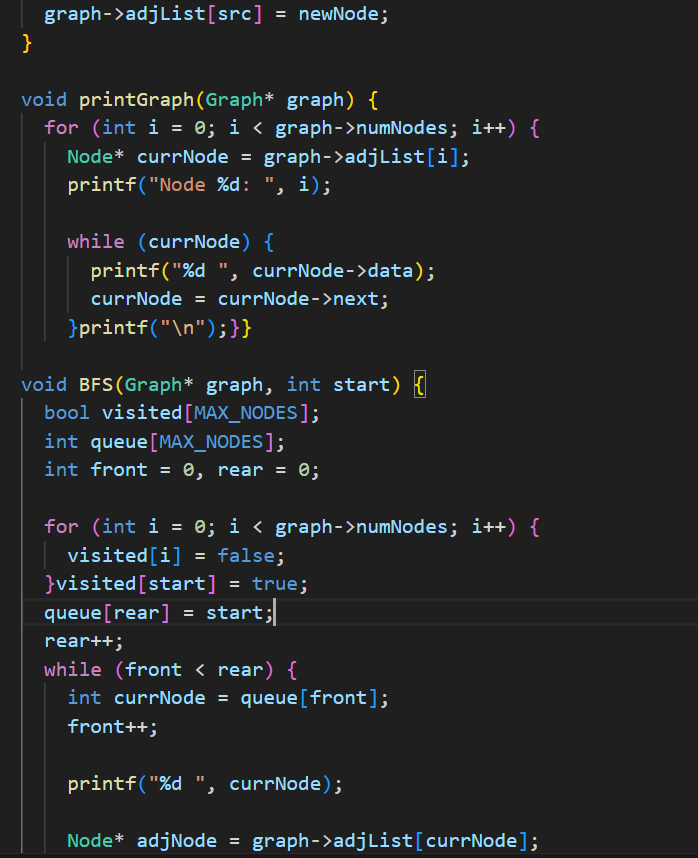 graph->adjList[src] = newNode;
}
void printGraph(Graph* graph) {
for (int i = 0; i < graph->numNodes; i++) {
Node* currNode = graph->adjList[i];
printf("Node %d: ", i);
while (currNode) {
printf("%d ", currNode->data);
currNode = currNode->next;
}printf("\n");}}
void BFS(Graph* graph, int start) {
bool visited[MAX_NODES];
int queue[MAX_NODES];
int front = 0, rear = 0;
for (int i = 0; i < graph->numNodes; i++) {
visited[i] = false;
}visited[start] = true;
queue[rear] = start;
rear++;
while (front < rear) {
int currNode = queue[front];
front++;
printf("%d ", currNode);
Node* adjNode = graph->adjList[currNode];